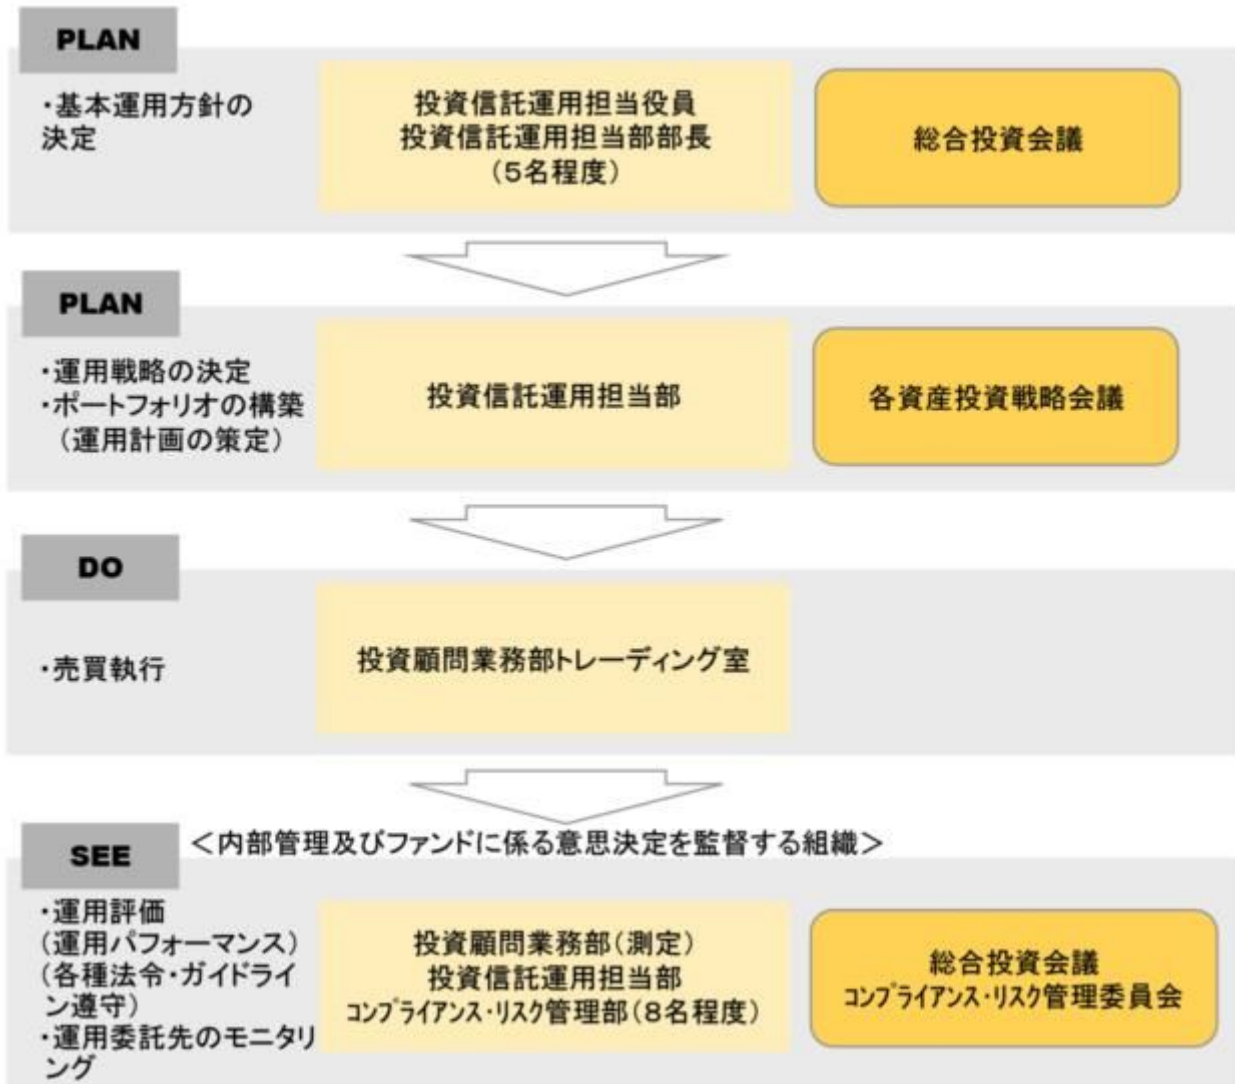 PLAN
・基本運用方針の
決定
投資信託運用担当役員
投資信託運用担当部部長
（5名程度）
総合投資会議
PLAN
・運用戦略の決定
・ポートフォリオの構築
（運用計画の策定）
投資信託運用担当部
各資産投資戦略会議
DO
・売買執行
投資顧問業務部トレーディング室
SEE
＜内部管理及びファンドに係る意思決定を監督する組織＞
・運用評価
(運用パフォーマンス)
(各種法令・ガイドライ
ン遵守)
・運用委託先のモニタリ
ング
投資顧問業務部（測定）
投資信託運用担当部
ｺﾝﾌﾟﾗｲｱﾝｽ・ﾘｽｸ管理部（8名程度）
総合投資会議
ｺﾝﾌﾟﾗｲｱﾝｽ・ﾘｽｸ管理委員会